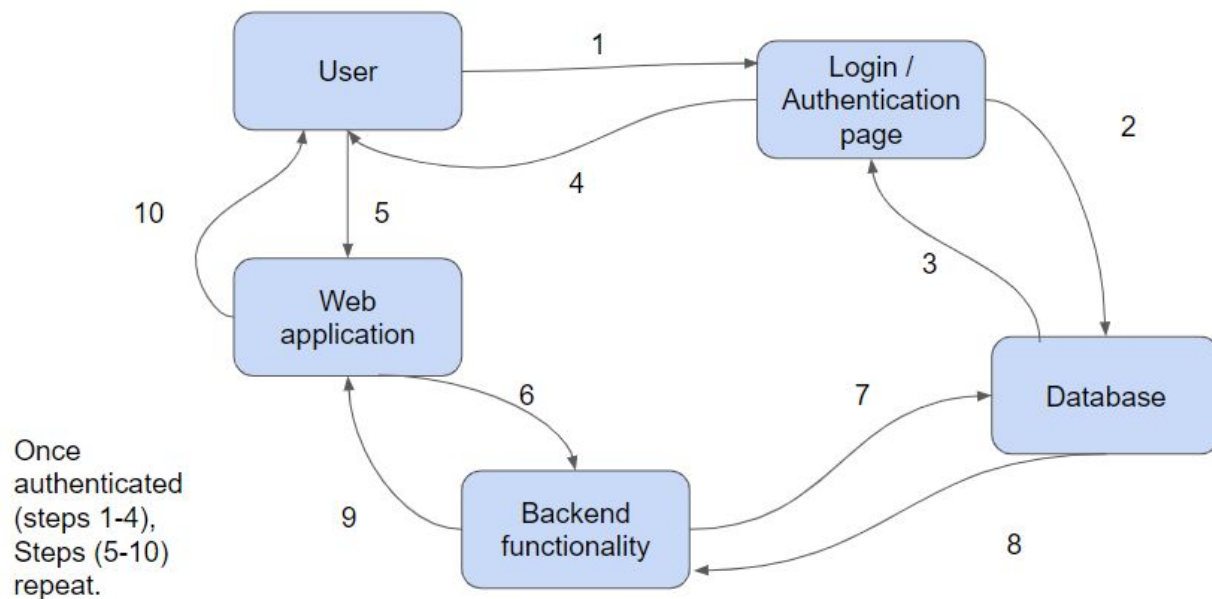 User
1
Login /
Authentication
page
2
4
10
5
3
Web
application
6
7
Database
Once
authenticated
(steps 1-4),
Steps (5-10)
repeat.
9
Backend
functionality
8